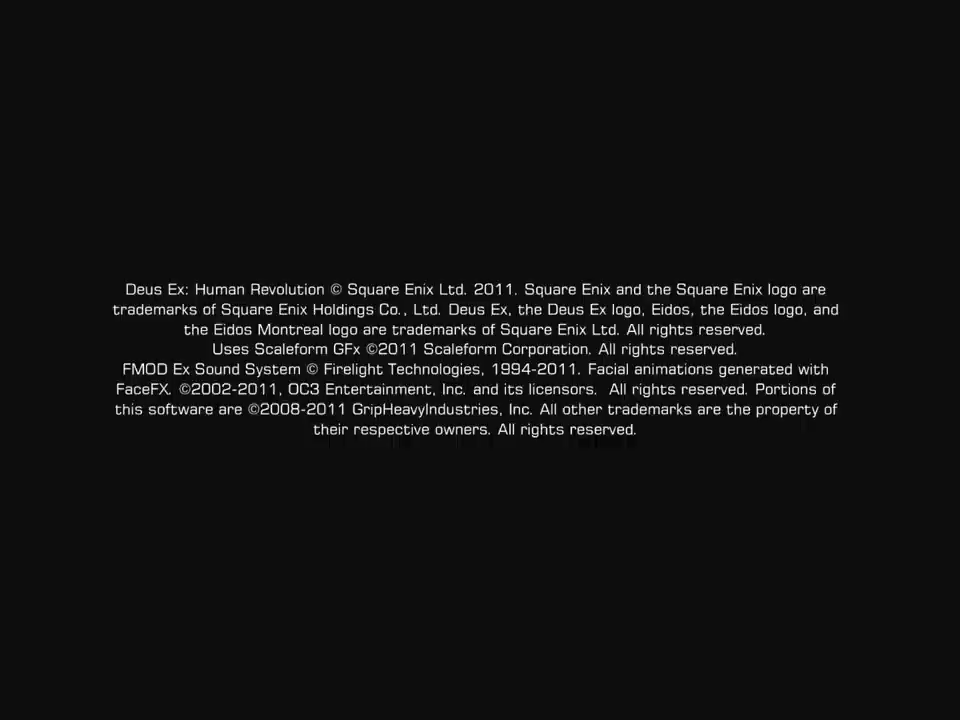 Deus Ex: Human Revolution © Square Enix Ltd. 2011. Square Enix and the Square Enix logo are
trademarks of Square Enix Holdings Co., Ltd. Deus Ex, the Deus Ex logo, Eidos, the Eidos logo, and
the Eidos Montreal logo are trademarks of Square Enix Ltd. All rights reserved.
Uses Scaleform GFx ©2011 Scaleform Corporation. All rights reserved.
FMOD Ex Sound System © Firelight Technologies, 1994-2011. Facial animations generated with
FaceFX. ©2002-2011, OC3 Entertainment, Inc. and its licensors. All rights reserved. Portions of
this software are ©2008-2011 GripHeavyIndustries, Inc. All other trademarks are the property of
their respective owners. All rights reserved.